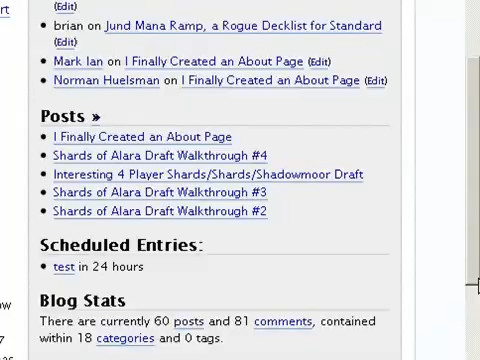 rt
(Edit)
brian on Jund Mana Ramp, a Rogue Decklist for Standard
(Edit)
Mark Ian on I Finally Created an About Page (Edit)
Norman Huelsman on I Finally Created an About Page (Edit)
Posts »
I Finally Created an About Page
Shards of Alara Draft Walkthrough #4
Interesting 4 Player Shards/Shards/Shadowmoor Draft
Shards of Alara Draft Walkthrough #3
Shards of Alara Draft Walkthrough #2
Scheduled Entries:
test in 24 hours
Blog Stats
ow
There are currently 60 posts and 81 comments, contained
7
within 18 categories and 0 tags.